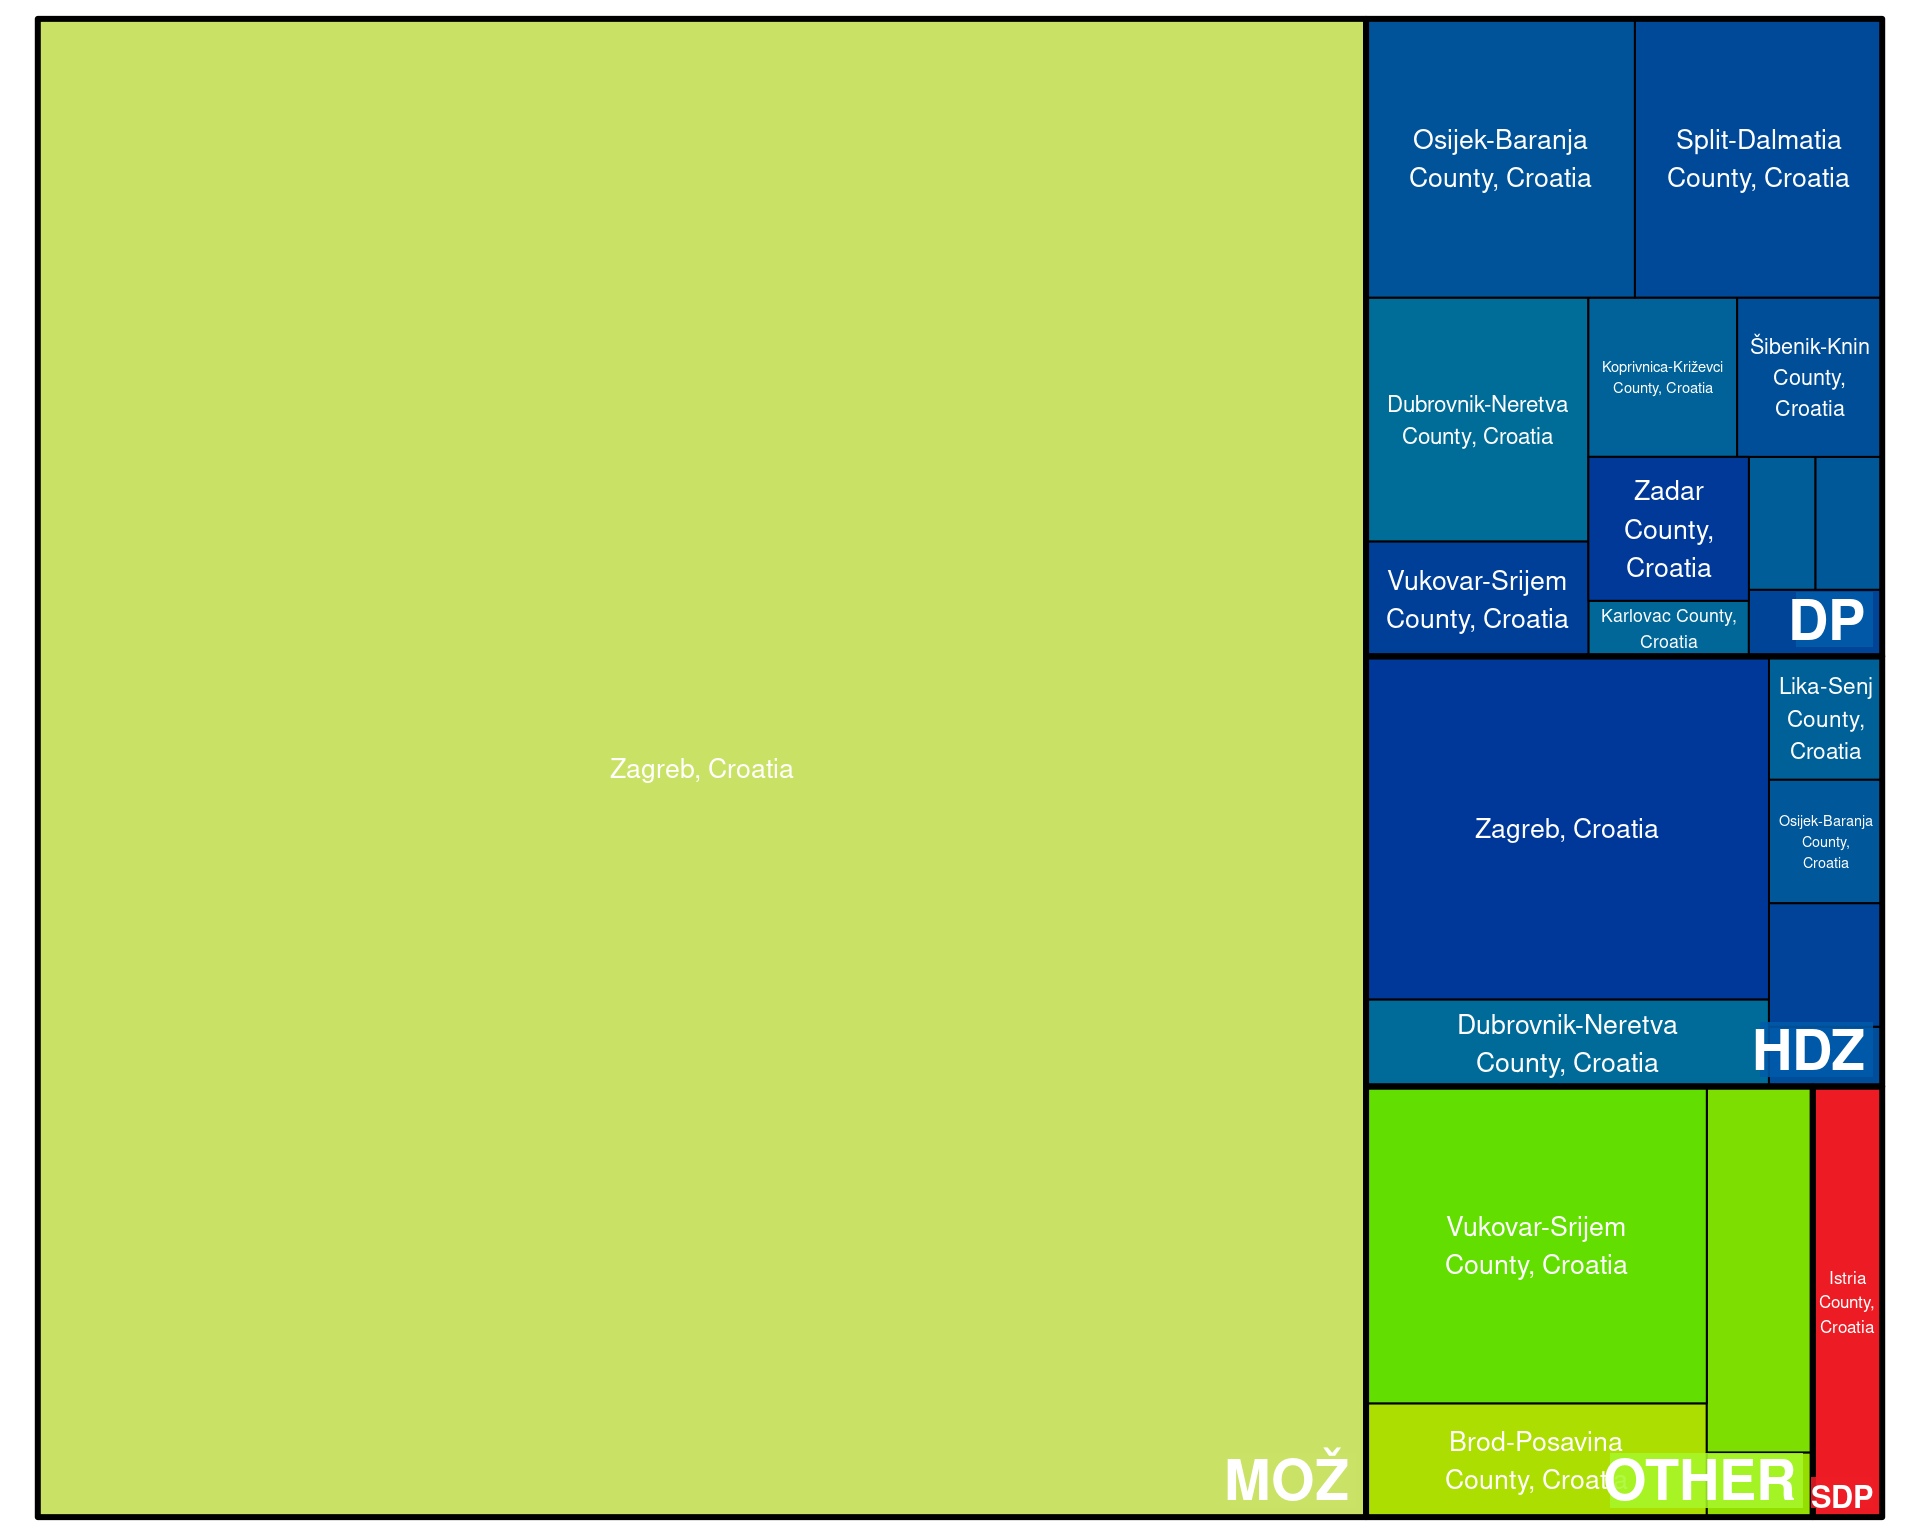 Zagreb, Croatia
MOŽ
Osijek-Baranja
County, Croatia
Split-Dalmatia
County, Croatia
Dubrovnik-Neretva
County, Croatia
Koprivnica-Križevci
County, Croatia
Šibenik-Knin
County,
Croatia
Vukovar-Srijem
County, Croatia
Zadar
County,
Croatia
Karlovac County,
Croatia
DP
Zagreb, Croatia
Lika-Senj
County,
Croatia
Osijek-Baranja
County,
Croatia
Dubrovnik-Neretva
County, Croatia
HDZ
Vukovar-Srijem
County, Croatia
Brod-Posavina
County, Croatia
OTHER
Istria
County,
Croatia
SDP